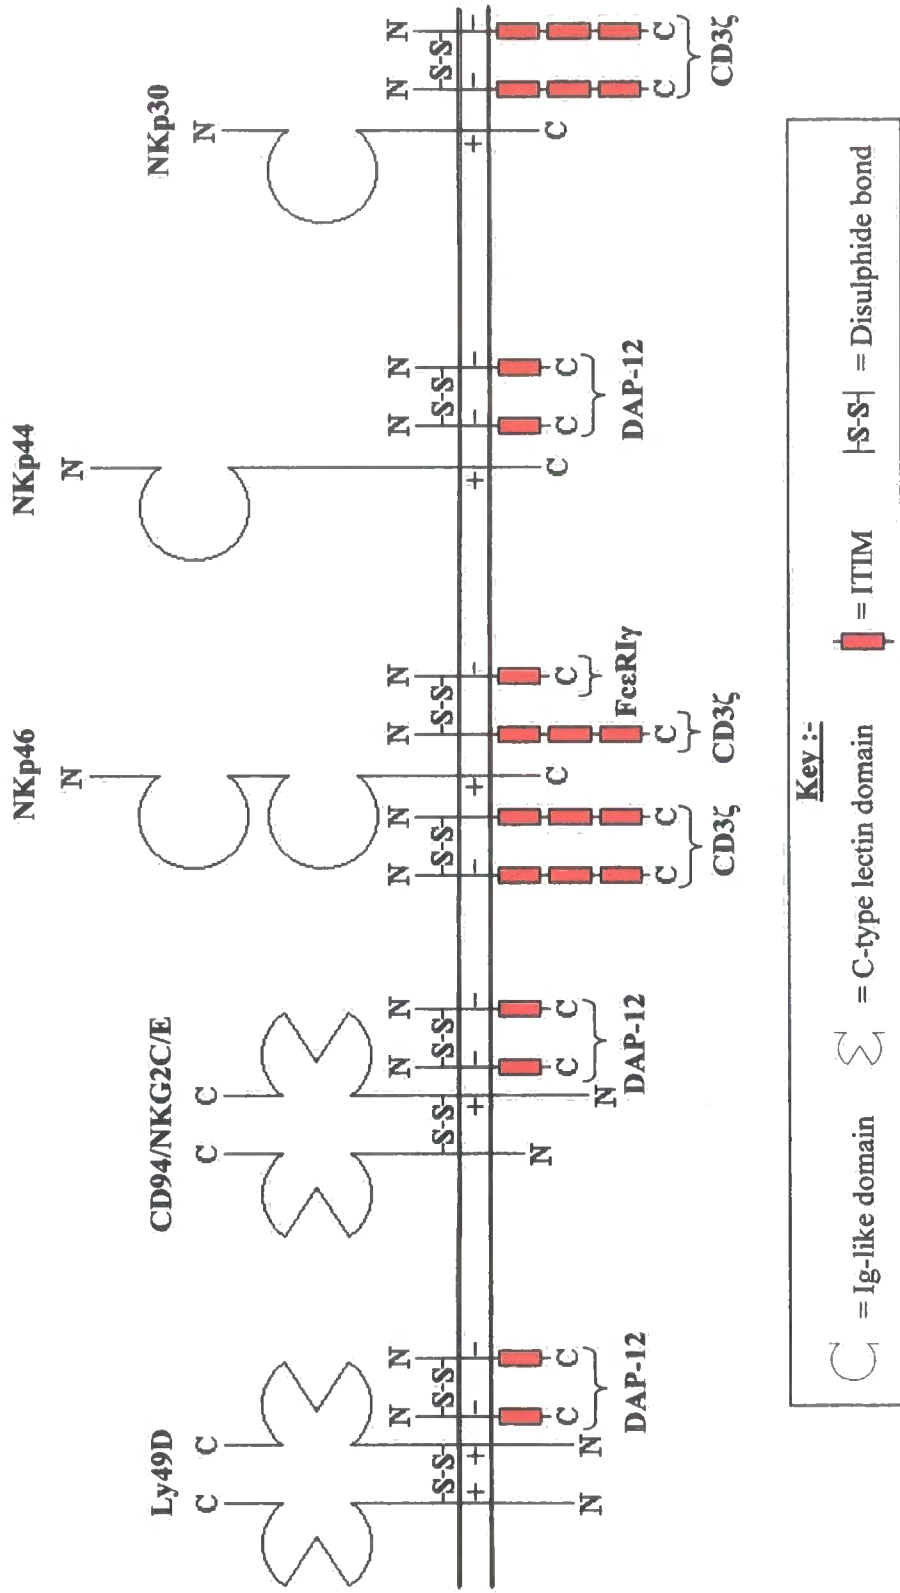 Ly49D
CD94/NKG2C/E
NKp46
NKp44
NKp30
C C
C C
N
N
N
N N
N N
N N
N N
N N
N N
S-S
S-S
S-S
S-S
S-S
S-S
S-S
S-S
+ + - -
+ - -
- - + - -
+ - -
+ - -
N N
C C
DAP-12
N
N
C C
DAP-12
C C
CD3ζ
C
C
CD3ζ
C
FcεRIγ
C
C C
DAP-12
C
C C
CD3ζ
Key :-
= Ig-like domain
= C-type lectin domain
= ITIM
S-S = Disulphide bond